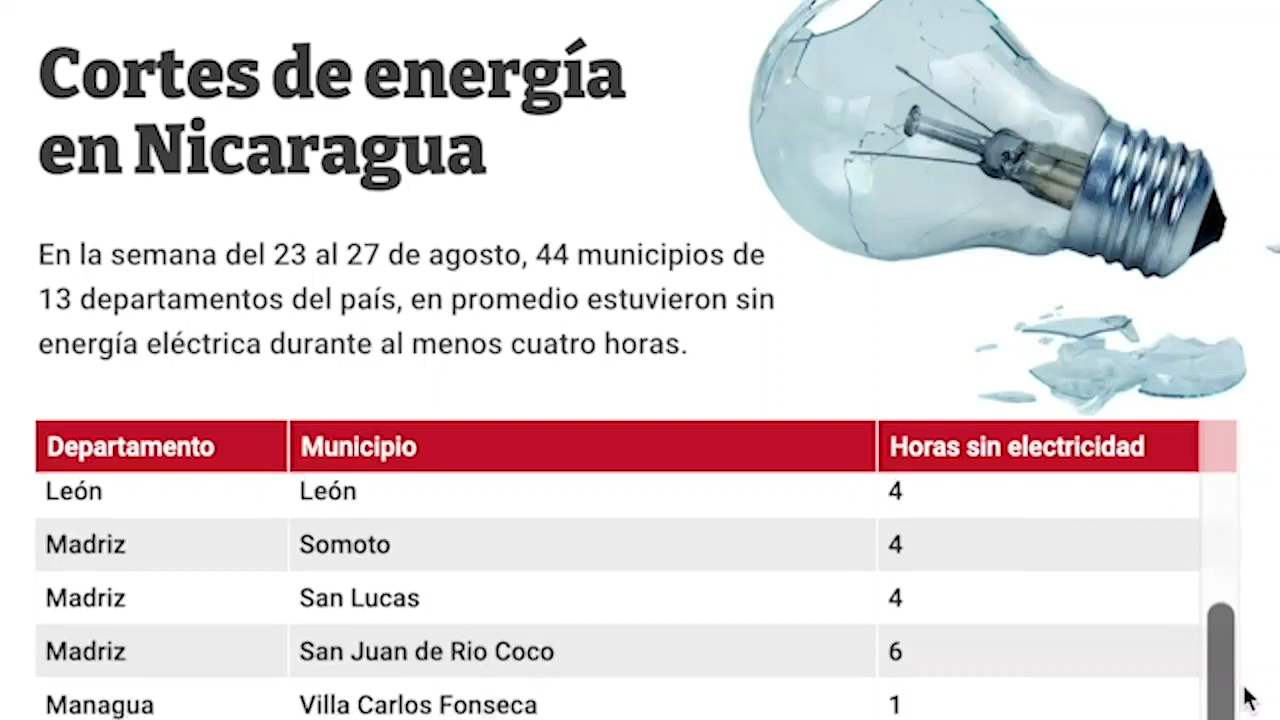 Cortes de energía
en Nicaragua
En la semana del 23 al 27 de agosto, 44 municipios de
13 departamentos del país, en promedio estuvieron sin
energía eléctrica durante al menos cuatro horas.
Departamento Municipio Horas sin electricidad
León León 4
Madriz Somoto 4
Madriz San Lucas 4
Madriz San Juan de Rio Coco 6
Managua Villa Carlos Fonseca 1